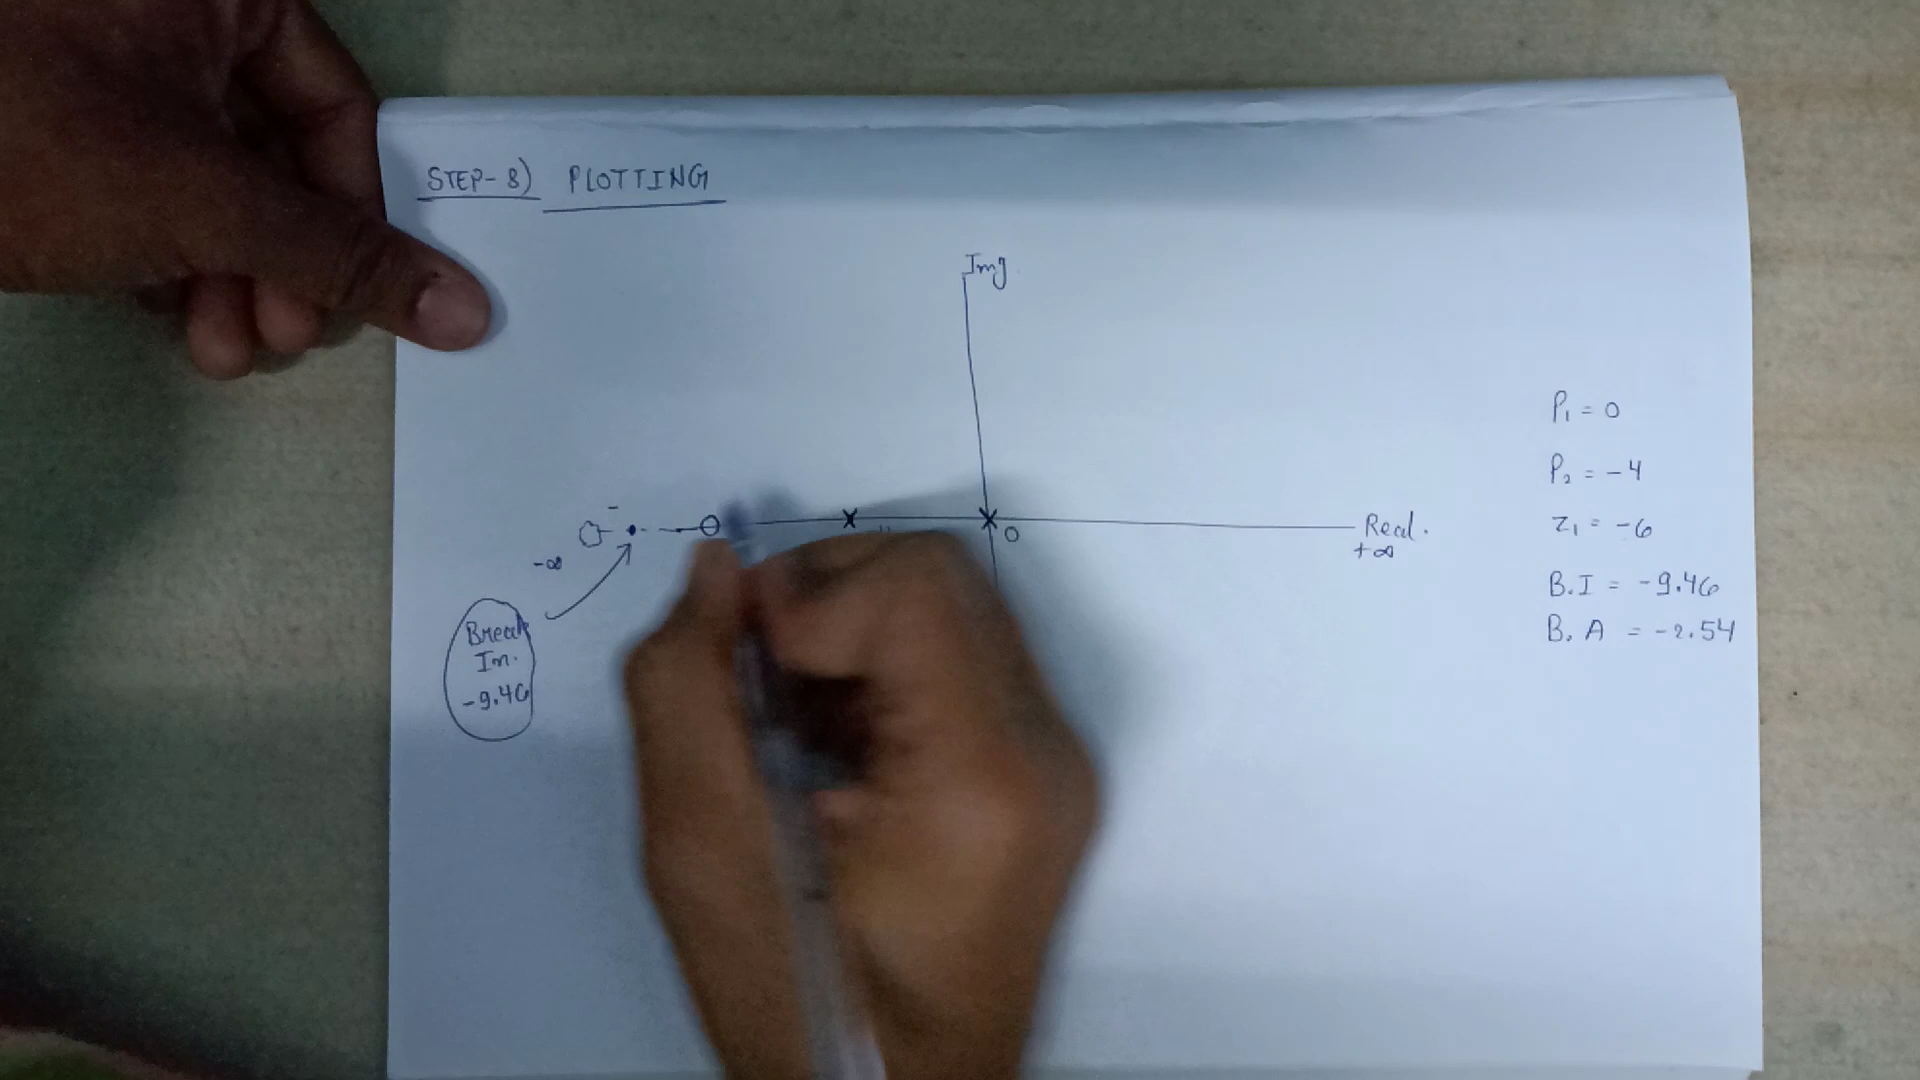 STEP-8) PLOTTING
Img
0
Real.
+∞
-∞
Break
In.
-9.46
P₁ = 0
P₂ = -4
Z₁ = -6
B.I = -9.46
B.A = -2.54